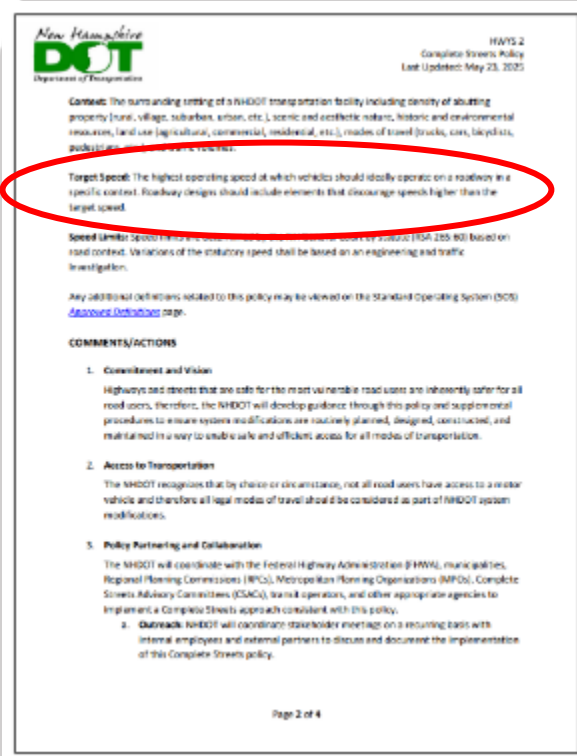 New Hampshire
DOT
Department of Transportation
HWYS 2
Complete Streets Policy
Last Updated: May 23, 2025
Context: The surrounding setting of a NHDOT transportation facility including density of abutting
property (rural, village, suburban, urban, etc.), scenic and aesthetic nature, historic and environmental
resources, land use (agricultural, commercial, residential, etc.), modes of travel (trucks, cars, bicyclists,
pedestrians, volumes.
Target Speed: The highest operating speed at which vehicles should ideally operate on a roadway in a
specific context. Roadway designs should include elements that discourage speeds higher than the
target speed.
Speed Limits: Speed by statute (RSA 265:60) based on
road context. Variations of the statutory speed shall be based on an engineering and traffic
investigation.
Any additional definitions related to this policy may be viewed on the Standard Operating System (SOS)
Approved Definitions page.
COMMENTS/ACTIONS
1. Commitment and Vision
Highways and streets that are safe for the most vulnerable road users are inherently safer for all
road users, therefore, the NHDOT will develop guidance through this policy and supplemental
procedures to ensure system modifications are routinely planned, designed, constructed, and
maintained in a way to enable safe and efficient access for all modes of transportation.
2. Access to Transportation
The NHDOT recognizes that by choice or circumstance, not all road users have access to a motor
vehicle and therefore all legal modes of travel should be considered as part of NHDOT system
modifications.
3. Policy Partnering and Collaboration
The NHDOT will coordinate with the Federal Highway Administration (FHWA), municipalities,
Regional Planning Commissions (RPCs), Metropolitan Planning Organizations (MPOs), Complete
Streets Advisory Committees (CSACs), transit operators, and other appropriate agencies to
implement a Complete Streets approach consistent with this policy.
a. Outreach: NHDOT will coordinate stakeholder meetings on a recurring basis with
internal employees and external partners to discuss and document the implementation
of this Complete Streets policy.
Page 2 of 4